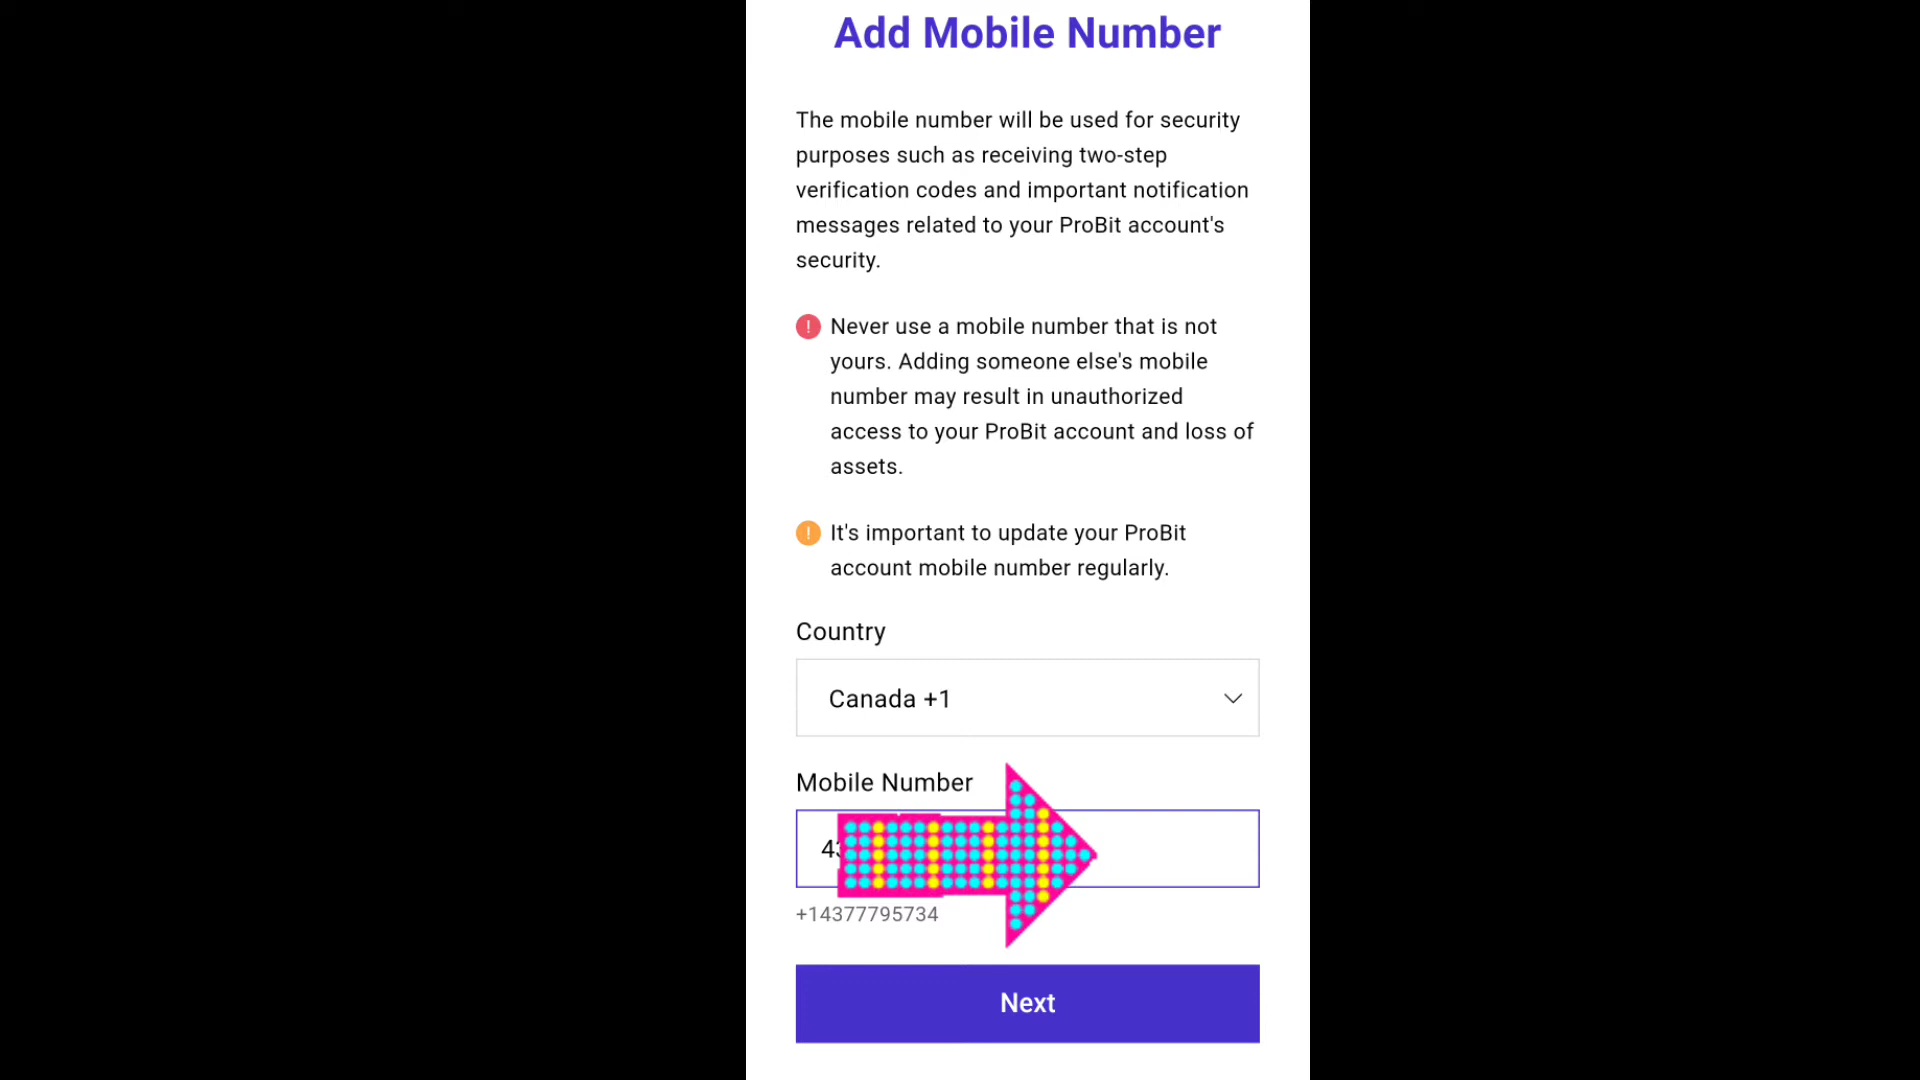 Add Mobile Number
The mobile number will be used for security
purposes such as receiving two-step
verification codes and important notification
messages related to your ProBit account's
security.
Never use a mobile number that is not
yours. Adding someone else's mobile
number may result in unauthorized
access to your ProBit account and loss of
assets.
It's important to update your ProBit
account mobile number regularly.
Country
Canada +1
Mobile Number
+14377795734
Next